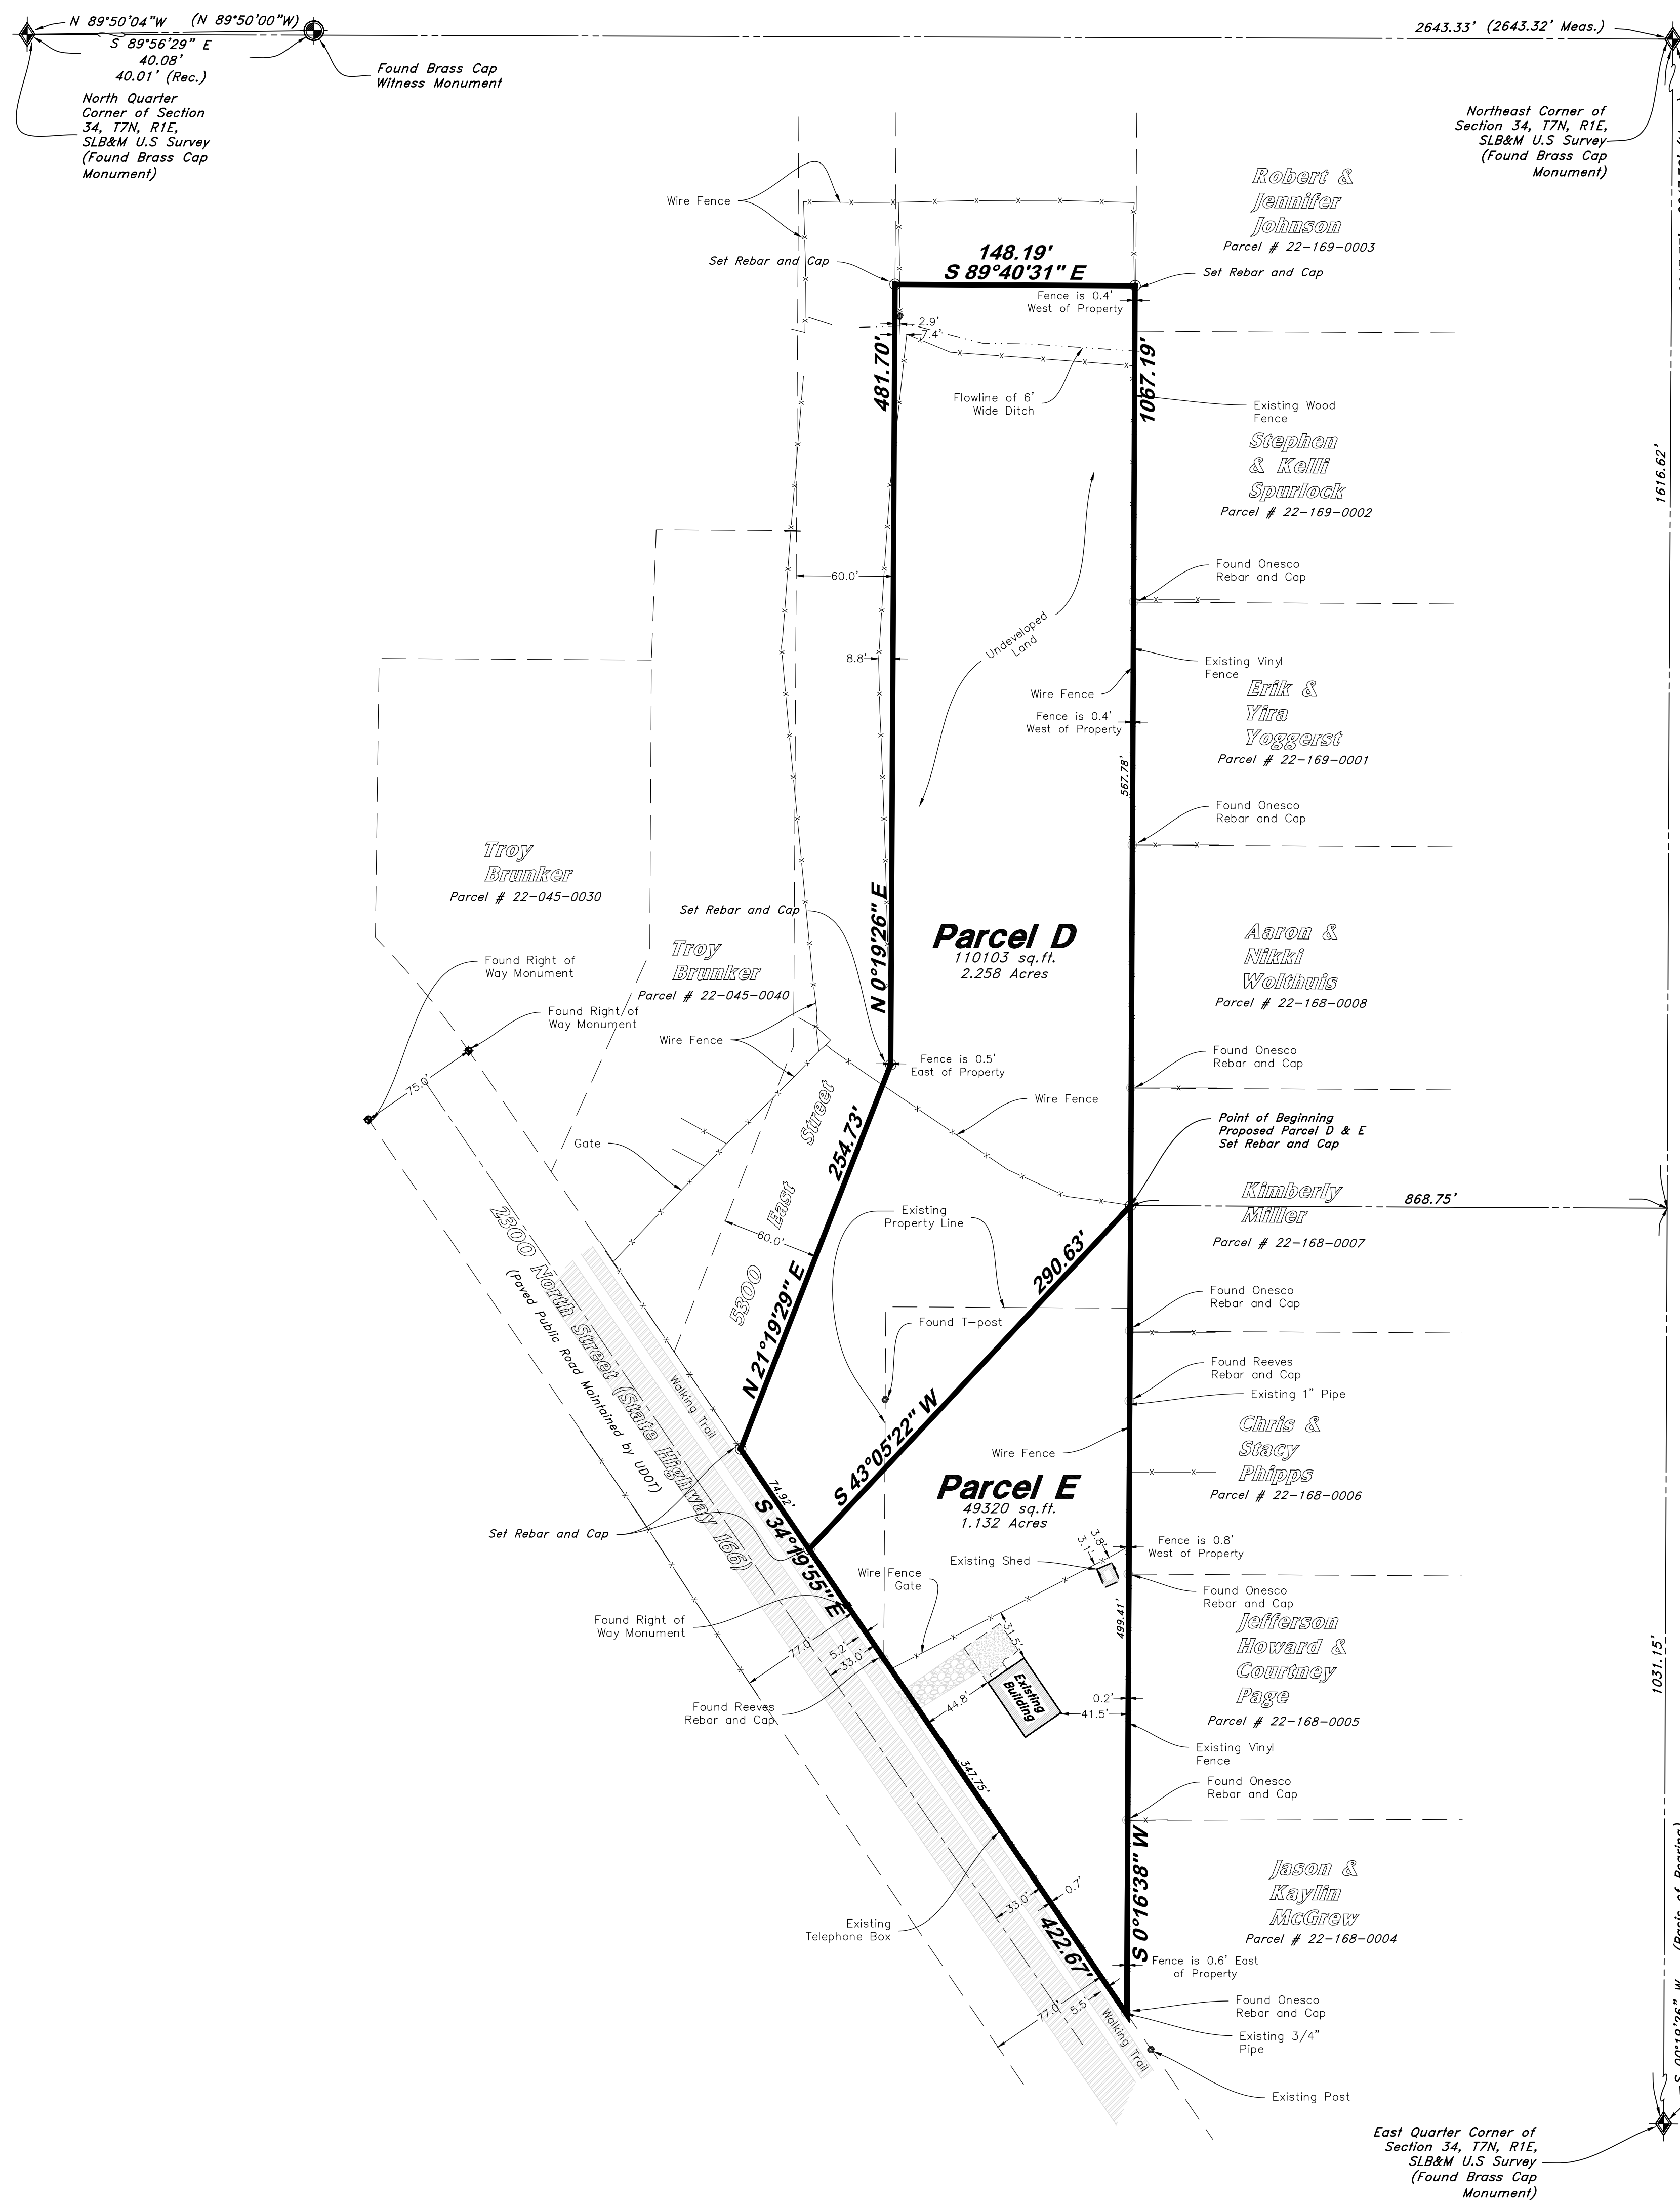 N 89°50'04"W (N 89°50'00"W)
S 89°56'29" E
40.08'
40.01' (Rec.)
North Quarter
Corner of Section
34, T7N, R1E,
SLB&M U.S Survey
(Found Brass Cap
Monument)
Found Brass Cap
Witness Monument
2643.33' (2643.32' Meas.)
Northeast Corner of
Section 34, T7N, R1E,
SLB&M U.S Survey
(Found Brass Cap
Monument)
Robert &
Jennifer
Johnson
Parcel # 22-169-0003
Wire Fence
Set Rebar and Cap
148.19'
S 89°40'31" E
Set Rebar and Cap
Fence is 0.4'
West of Property
2.9'
7.4'
481.70'
1067.19'
Flowline of 6'
Wide Ditch
Existing Wood
Fence
Stephen
& Kelli
Spurlock
Parcel # 22-169-0002
1616.62'
Found Onesco
Rebar and Cap
60.0'
Undeveloped
Land
8.8'
Existing Vinyl
Fence
Wire Fence
Erik &
Yira
Yoggerst
Parcel # 22-169-0001
Fence is 0.4'
West of Property
567.78'
Found Onesco
Rebar and Cap
Troy
Brunker
Parcel # 22-045-0030
N 0°19'26" E
Set Rebar and Cap
Parcel D
110103 sq.ft.
2.258 Acres
Aaron &
Nikki
Wolthuis
Parcel # 22-168-0008
Troy
Brunker
Parcel # 22-045-0040
Found Right of
Way Monument
Found Right of
Way Monument
Wire Fence
75.0'
Fence is 0.5'
East of Property
Found Onesco
Rebar and Cap
Wire Fence
Point of Beginning
Proposed Parcel D & E
Set Rebar and Cap
Gate
5300 East Street
254.73'
Kimberly
Miller
Parcel # 22-168-0007
868.75'
Existing
Property Line
60.0'
290.63'
N 21°19'29" E
2300 North Street (State Highway 166)
(Paved Public Road Maintained by UDOT)
Found Onesco
Rebar and Cap
Found T-post
Walking Trail
Found Reeves
Rebar and Cap
Existing 1" Pipe
S 43°05'22" W
Wire Fence
Chris &
Stacy
Phipps
Parcel # 22-168-0006
Parcel E
49320 sq.ft.
1.132 Acres
74.92'
S 34°19'55" E
Set Rebar and Cap
Fence is 0.8'
West of Property
3.8'
3.1'
Existing Shed
Wire Fence
Gate
Found Onesco
Rebar and Cap
Jefferson
Howard &
Courtney
Page
Parcel # 22-168-0005
499.41'
Found Right of
Way Monument
77.0'
5.2'
33.0'
31.5'
Existing
Building
44.8'
0.2'
41.5'
Found Reeves
Rebar and Cap
1031.15'
Existing Vinyl
Fence
347.75'
Found Onesco
Rebar and Cap
S 0°16'38" W
Jason &
Kaylin
McGrew
Parcel # 22-168-0004
33.0'
0.7'
Existing
Telephone Box
422.67'
Fence is 0.6' East
of Property
77.0'
5.5'
Walking Trail
Found Onesco
Rebar and Cap
Existing 3/4"
Pipe
Existing Post
S 00°19'26" W (Basis of Bearing)
East Quarter Corner of
Section 34, T7N, R1E,
SLB&M U.S Survey
(Found Brass Cap
Monument)